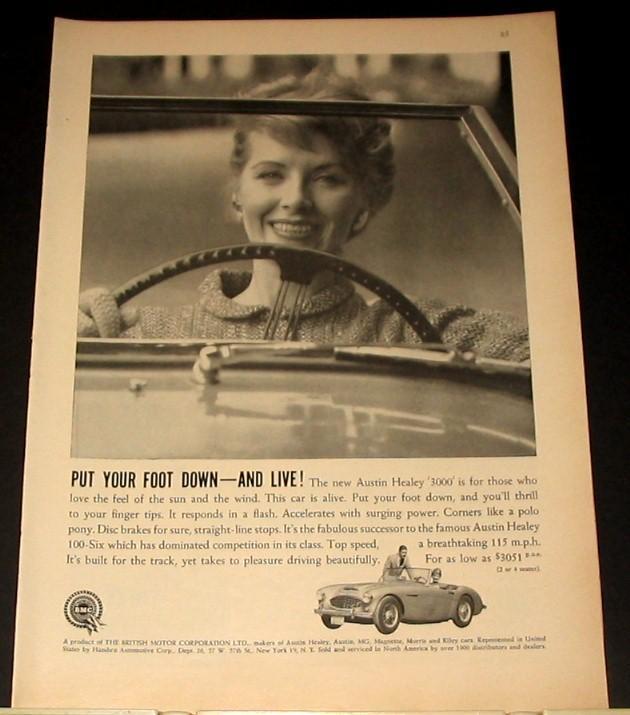 PUT YOUR FOOT DOWN—AND LIVE! The new Austin Healey '3000' is for those who
love the feel of the sun and the wind. This car is alive. Put your foot down, and you'll thrill
to your finger tips. It responds in a flash. Accelerates with surging power. Corners like a polo
pony. Disc brakes for sure, straight-line stops. It's the fabulous successor to the famous Austin Healey
100-Six which has dominated competition in its class. Top speed, a breathtaking 115 m.p.h.
It's built for the track, yet takes to pleasure driving beautifully. For as low as $3051 p.o.e.
(2 or 4 seater).
BMC
A product of THE BRITISH MOTOR CORPORATION LTD., makers of Austin Healey, Austin, MG, Magnette, Morris and Riley cars. Represented in United
States by Hambro Automotive Corp., Dept. 27 W. 57th St., New York 19, N. Y. Sold and serviced in North America by over 1000 distributors and dealers.